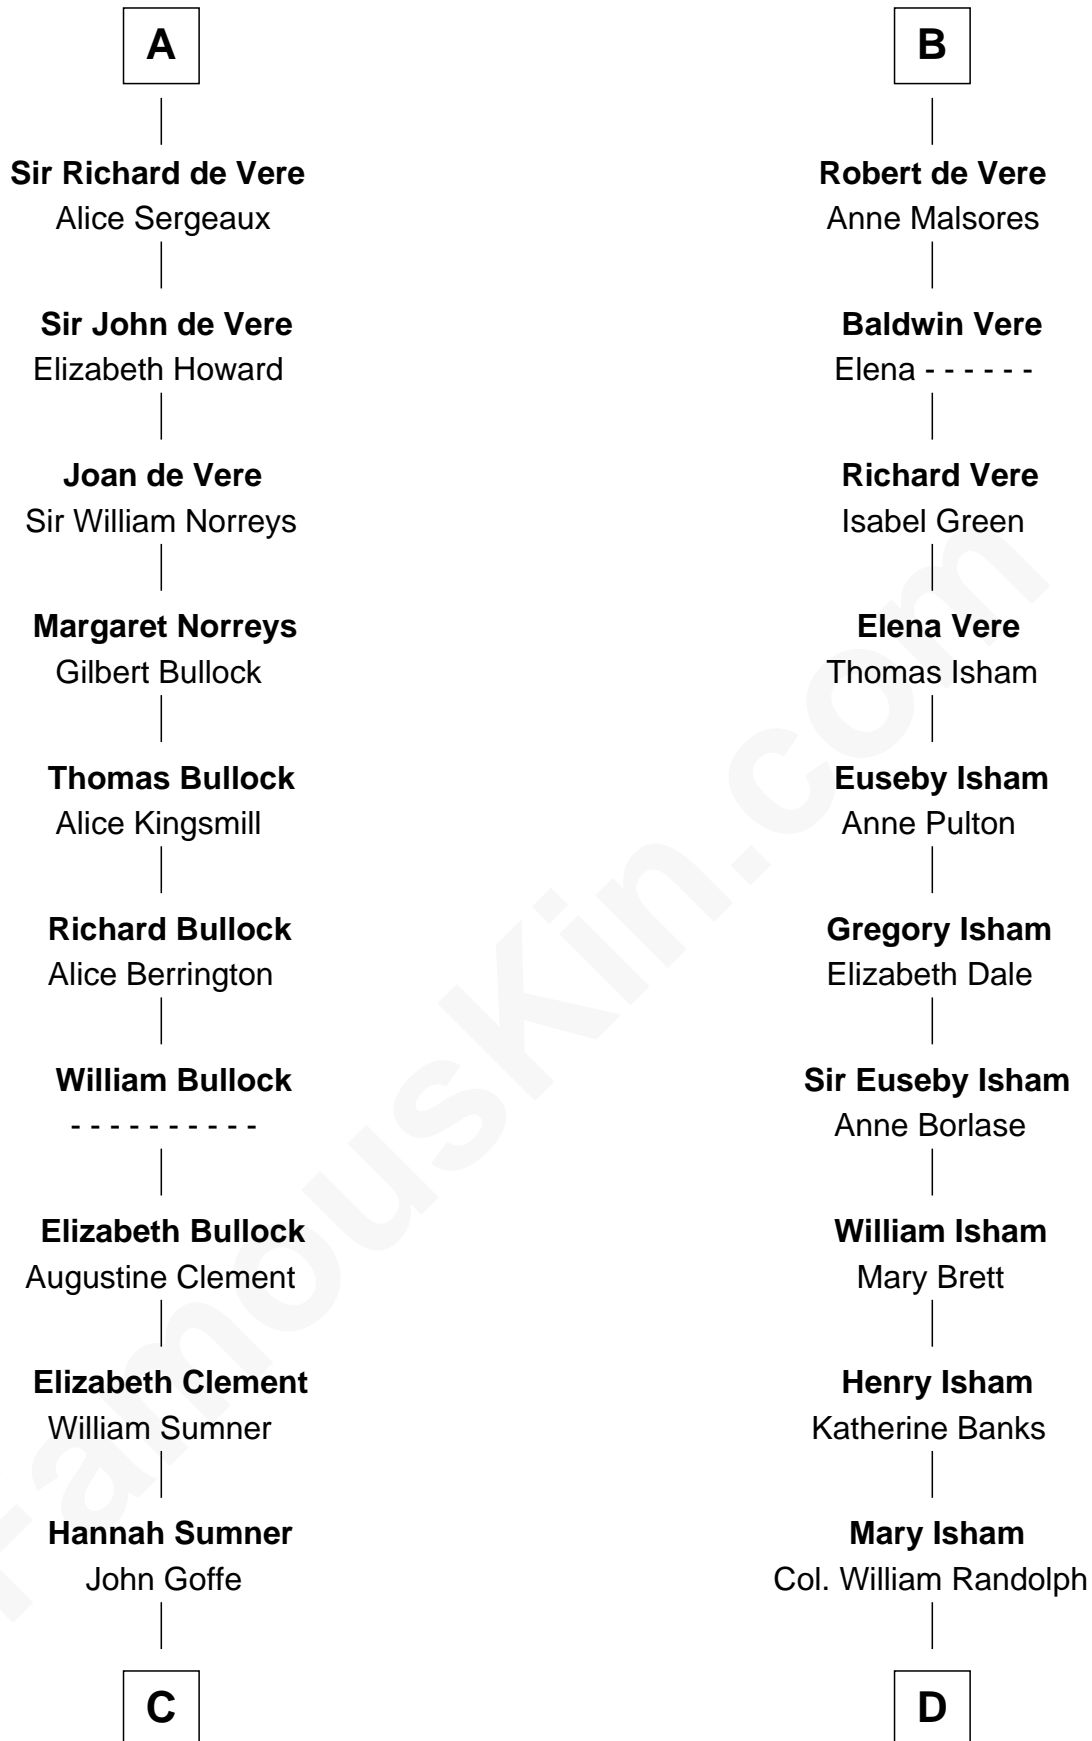 A
Sir Richard de Vere
Alice Sergeaux
Sir John de Vere
Elizabeth Howard
Joan de Vere
Sir William Norreys
Margaret Norreys
Gilbert Bullock
Thomas Bullock
Alice Kingsmill
Richard Bullock
Alice Berrington
William Bullock
- - - - - - - - - -
Elizabeth Bullock
Augustine Clement
Elizabeth Clement
William Sumner
Hannah Sumner
John Goffe
C
B
Robert de Vere
Anne Malsores
Baldwin Vere
Elena - - - - - -
Richard Vere
Isabel Green
Elena Vere
Thomas Isham
Euseby Isham
Anne Pulton
Gregory Isham
Elizabeth Dale
Sir Euseby Isham
Anne Borlase
William Isham
Mary Brett
Henry Isham
Katherine Banks
Mary Isham
Col. William Randolph
D
FamousKin.com